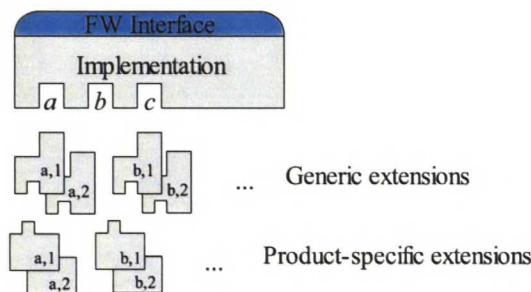 FW Interface
Implementation
a b c
a,1 b,1
a,2 b,2
... Generic extensions
a,1 b,1
... Product-specific extensions
a,2 b,2